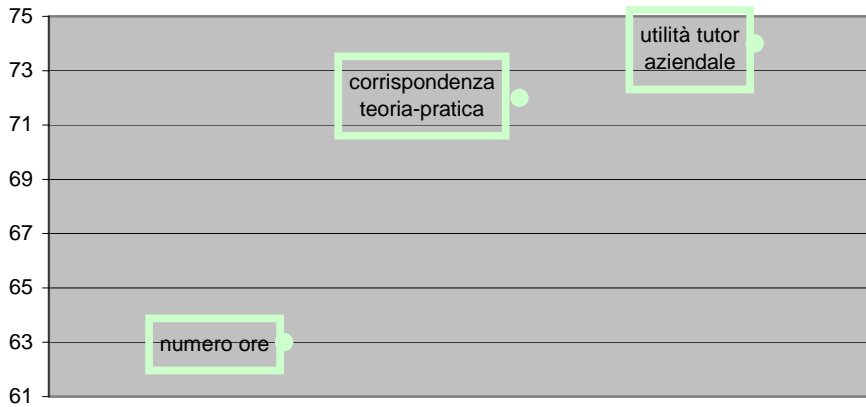 75
utilità tutor
aziendale
73
corrispondenza
teoria-pratica
71
69
67
65
63
numero ore
61